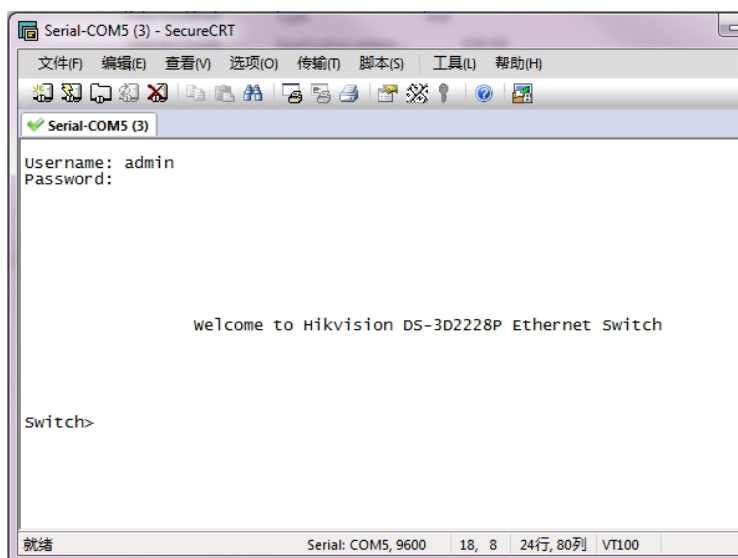 Serial-COM5 (3) - SecureCRT
文件(F) 编辑(E) 查看(V) 选项(O) 传输(T) 脚本(S) 工具(L) 帮助(H)
Serial-COM5 (3)
Username: admin
Password:
Welcome to Hikvision DS-3D2228P Ethernet Switch
Switch>
就绪 Serial: COM5, 9600 18, 8 24行, 80列 VT100